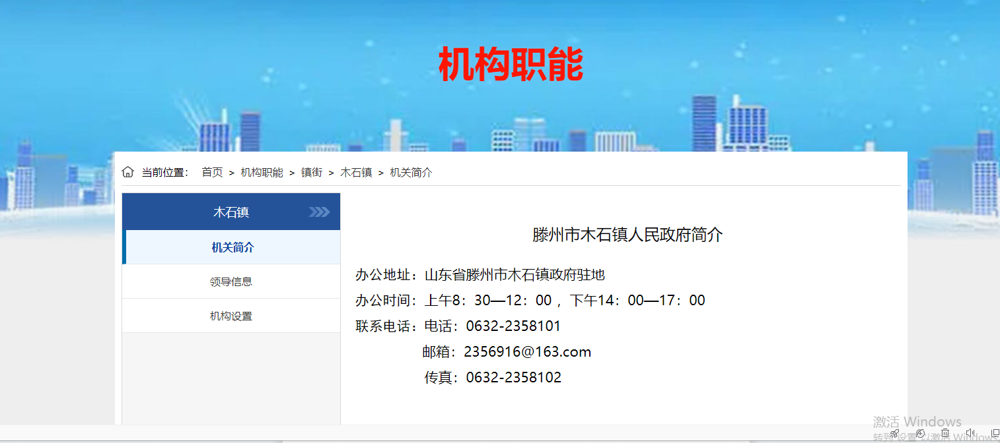 机构职能
当前位置： 首页 > 机构职能 > 镇街 > 木石镇 > 机关简介
木石镇
机关简介
领导信息
机构设置
滕州市木石镇人民政府简介
办公地址：山东省滕州市木石镇政府驻地
办公时间：上午8：30—12：00 ，下午14：00—17：00
联系电话：电话：0632-2358101
邮箱：2356916@163.com
传真：0632-2358102
激活 Windows
转到"设置"以激活 Windows。